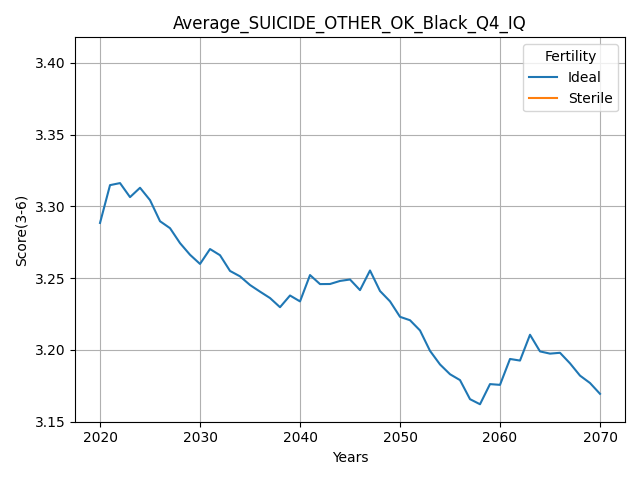 Average_SUICIDE_OTHER_OK_Black_Q4_IQ
Fertility
Ideal
Sterile
Score(3-6)
3.40
3.35
3.30
3.25
3.20
3.15
2020
2030
2040
2050
2060
2070
Years